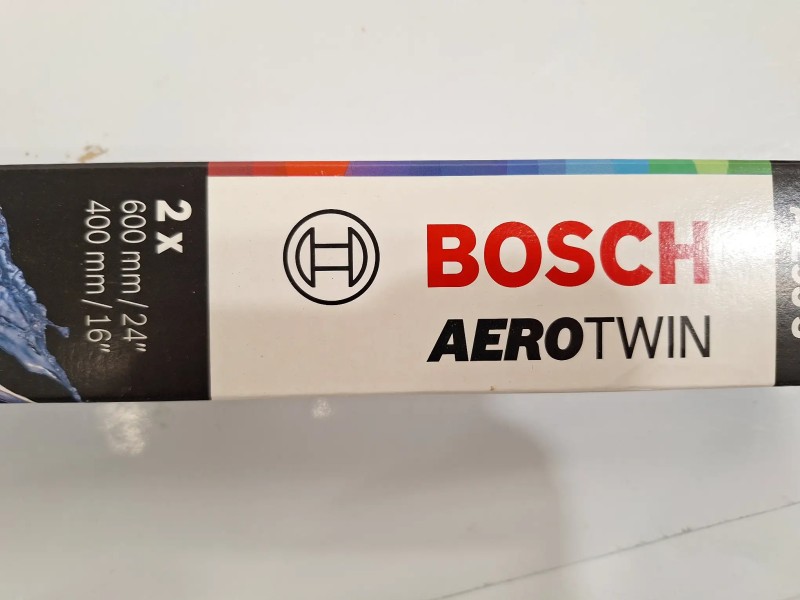 2 x
600 mm / 24"
400 mm / 16"
BOSCH
AEROTWIN